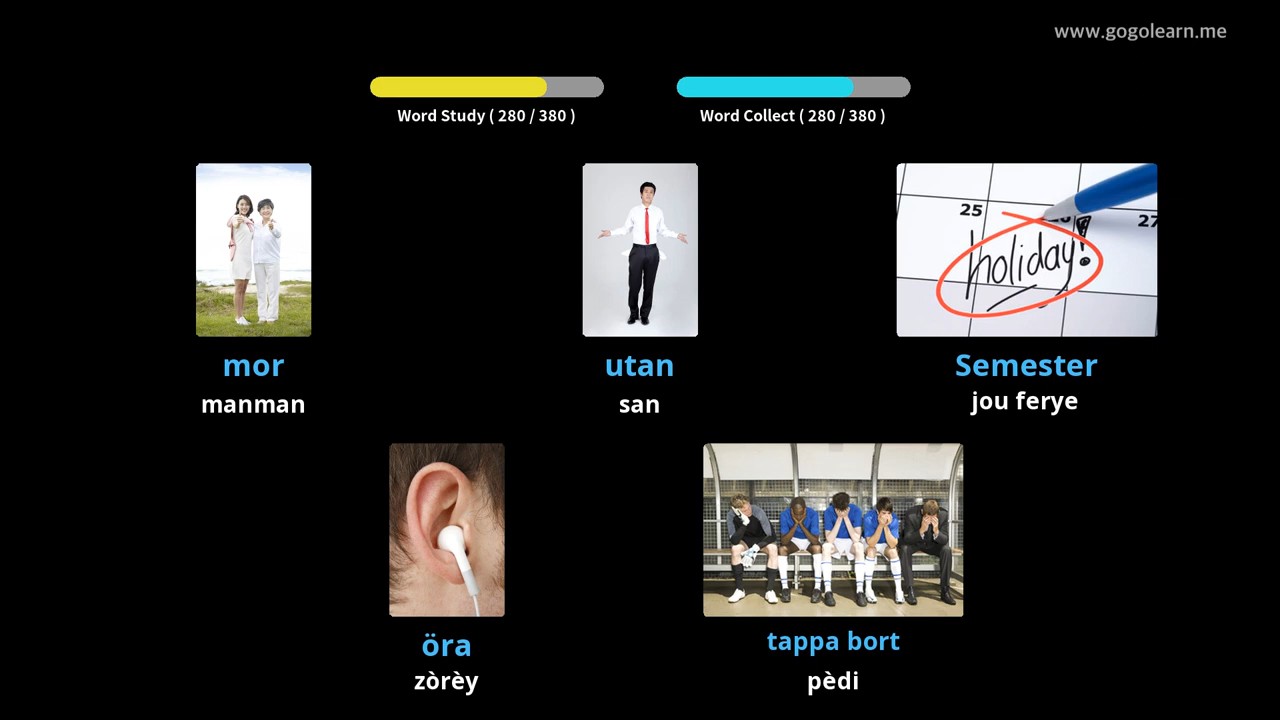 www.gogolearn.me
Word Study ( 280 / 380 )
Word Collect ( 280 / 380 )
25
27
holiday!
mor
utan
Semester
manman
san
jou ferye
öra
tappa bort
zòrèy
pèdi